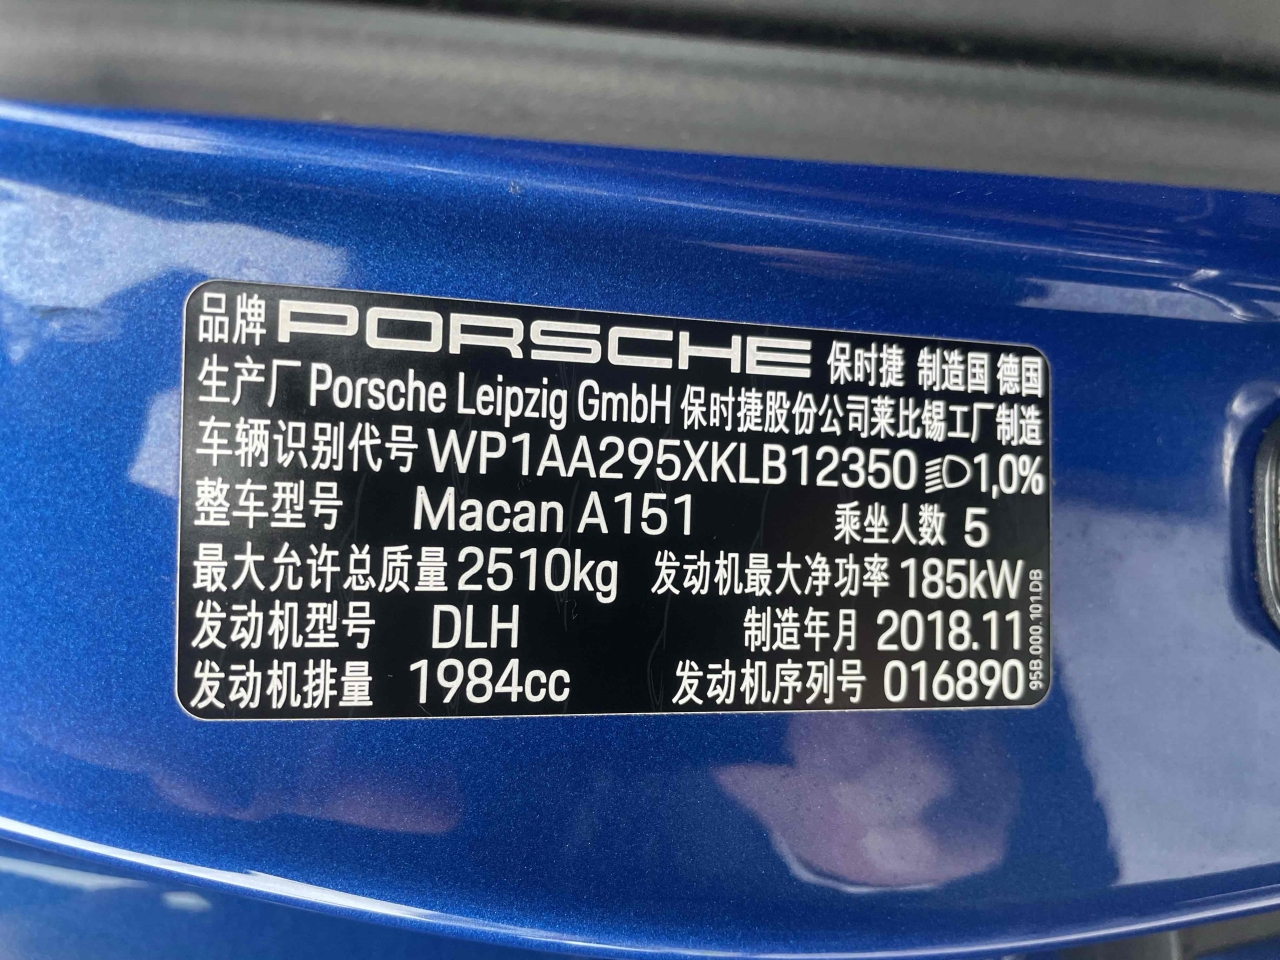 品牌 PORSCHE 保时捷 制造国 德国
生产厂 Porsche Leipzig GmbH 保时捷股份公司莱比锡工厂制造
车辆识别代号 WP1AA295XKLB12350 1,0%
整车型号 Macan A151 乘坐人数 5
最大允许总质量 2510kg 发动机最大净功率 185kW
发动机型号 DLH 制造年月 2018.11
发动机排量 1984cc 发动机序列号 016890
95B.000.101.DB